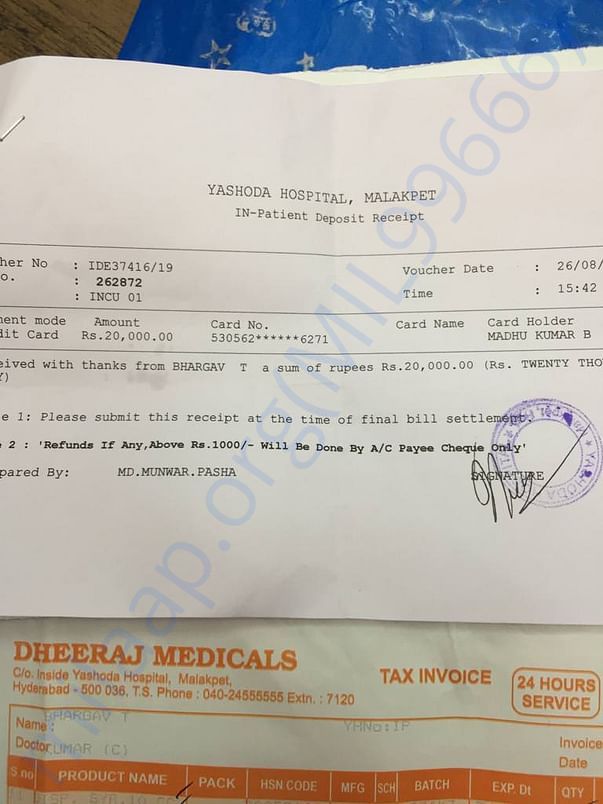 YASHODA HOSPITAL, MALAKPET
IN-Patient Deposit Receipt
her No : IDE37416/19 Voucher Date : 26/08/
o. : 262872 Time : 15:42
: INCU 01
ment mode Amount Card No. Card Name Card Holder
dit Card Rs.20,000.00 530562******6271 MADHU KUMAR B
eived with thanks from BHARGAV T a sum of rupees Rs.20,000.00 (Rs. TWENTY THO
Y)
e 1: Please submit this receipt at the time of final bill settlement.
e 2 : 'Refunds If Any,Above Rs.1000/- Will Be Done By A/C Payee Cheque Only'
pared By: MD.MUNWAR.PASHA SIGNATURE
DHEERAJ MEDICALS
C/o. Inside Yashoda Hospital, Malakpet,
Hyderabad - 500 036, T.S. Phone : 040-24555555 Extn. : 7120
TAX INVOICE
24 HOURS
SERVICE
Name : BHARGAV T YHNo:IP
Doctor UMAR (C) Invoice
Date
S.no PRODUCT NAME PACK HSN CODE MFG SCH BATCH EXP. Dt QTY